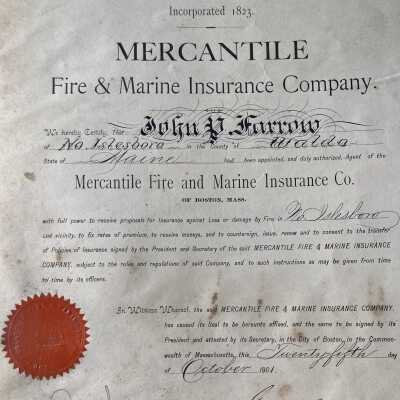 Incorporated 1823.
MERCANTILE
Fire & Marine Insurance Company.
We hereby Certify, that John P. Farrow
of No. Islesboro in the County of Waldo
State of Maine has been appointed, and duly authorized, Agent of the
Mercantile Fire and Marine Insurance Co.
OF BOSTON, MASS.
with full power to receive proposals for Insurance against Loss or Damage by Fire in No Islesboro
and vicinity, to fix rates of premium, to receive moneys, and to countersign, issue, renew and to consent to the transfer
of Policies of Insurance signed by the President and Secretary of the said MERCANTILE FIRE & MARINE INSURANCE
COMPANY, subject to the rules and regulations of said Company, and to such instructions as may be given from time
by time by its officers.
In Witness Whereof, the said MERCANTILE FIRE & MARINE INSURANCE COMPANY,
has caused its Seal to be hereunto affixed, and the same to be signed by its
President and attested by its Secretary, in the City of Boston, in the Common-
wealth of Massachusetts, this Twenty fifth day
of October 1901.